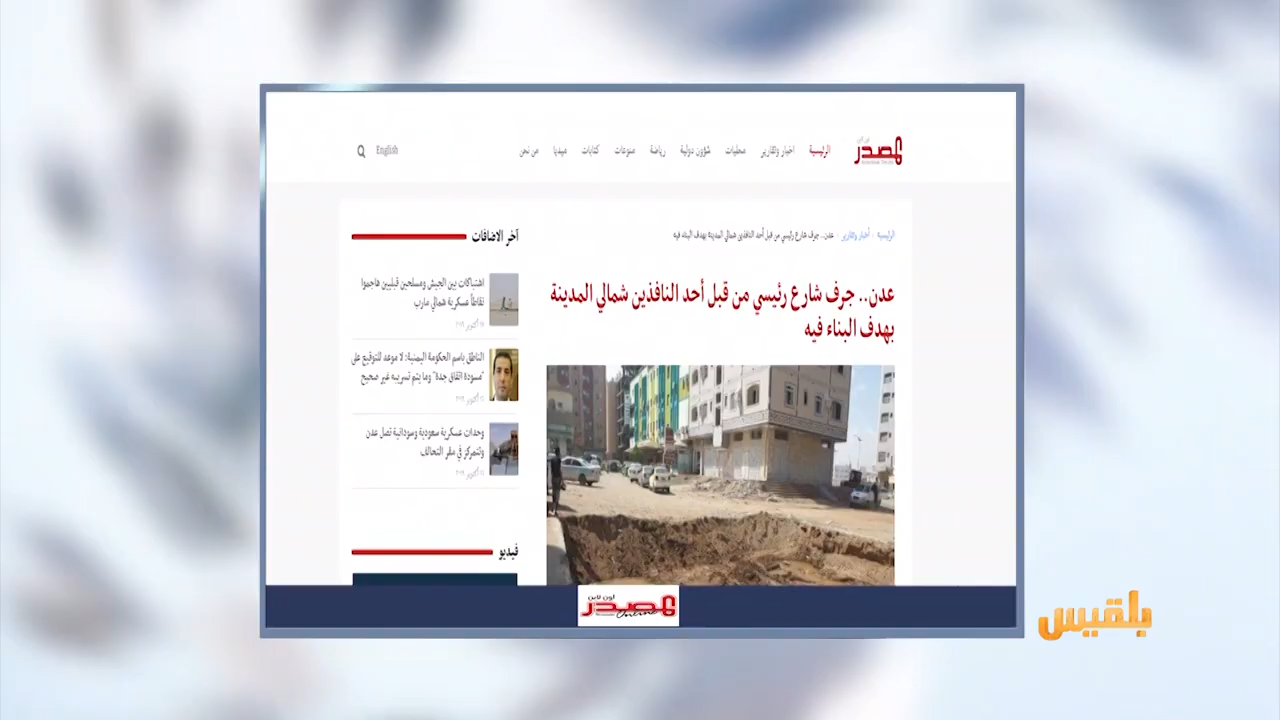 المصدر
الرئيسية اخبار وتقارير محليات شؤون دولية رياضة منوعات كتابات ميديا من نحن
English
الرئيسية أخبار وتقارير عدن.. جرف شارع رئيسي من قبل أحد النافذين شمالي المدينة بهدف البناء فيه
عدن.. جرف شارع رئيسي من قبل أحد النافذين شمالي المدينة
بهدف البناء فيه
آخر الاضافات
اشتباكات بين الجيش ومسلحين قبليين هاجموا
نقاطاً عسكرية شمالي مارب
الناطق باسم الحكومة اليمنية: لا موعد للتوقيع على
"مسودة اتفاق جدة" وما يتم تسريبه غير صحيح
وحدات عسكرية سعودية وسودانية تصل عدن
وتتمركز في مقر التحالف
فيديو
المصدر
اون لاين
Online
بلقيس